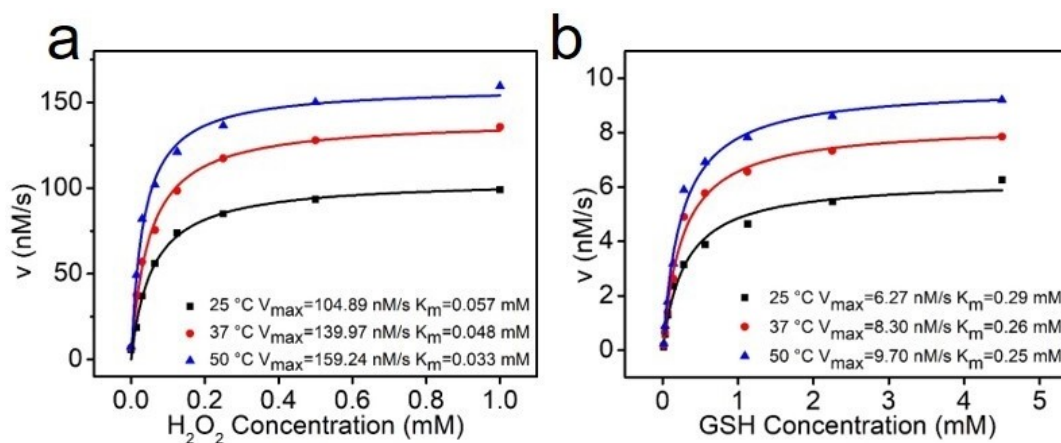 a
v (nM/s)
150
100
50
0
25 °C Vmax=104.89 nM/s Km=0.057 mM
37 °C Vmax=139.97 nM/s Km=0.048 mM
50 °C Vmax=159.24 nM/s Km=0.033 mM
0.0 0.2 0.4 0.6 0.8 1.0
H2O2 Concentration (mM)
b
v (nM/s)
10
8
6
4
2
0
25 °C Vmax=6.27 nM/s Km=0.29 mM
37 °C Vmax=8.30 nM/s Km=0.26 mM
50 °C Vmax=9.70 nM/s Km=0.25 mM
0 1 2 3 4 5
GSH Concentration (mM)